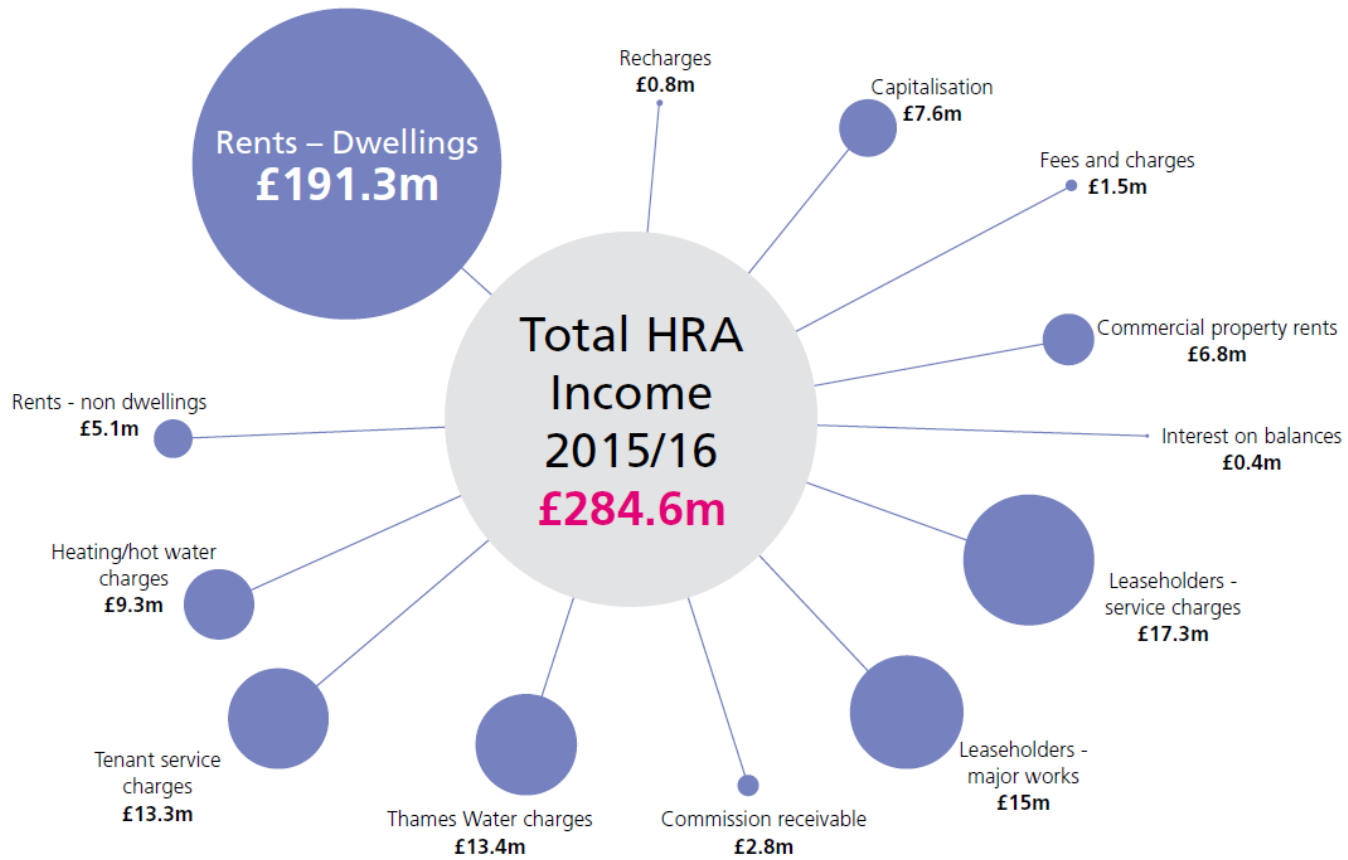 Rents – Dwellings
£191.3m
Recharges
£0.8m
Capitalisation
£7.6m
Fees and charges
£1.5m
Commercial property rents
£6.8m
Interest on balances
£0.4m
Leaseholders -
service charges
£17.3m
Leaseholders -
major works
£15m
Commission receivable
£2.8m
Thames Water charges
£13.4m
Tenant service
charges
£13.3m
Heating/hot water
charges
£9.3m
Rents - non dwellings
£5.1m
Total HRA
Income
2015/16
£284.6m